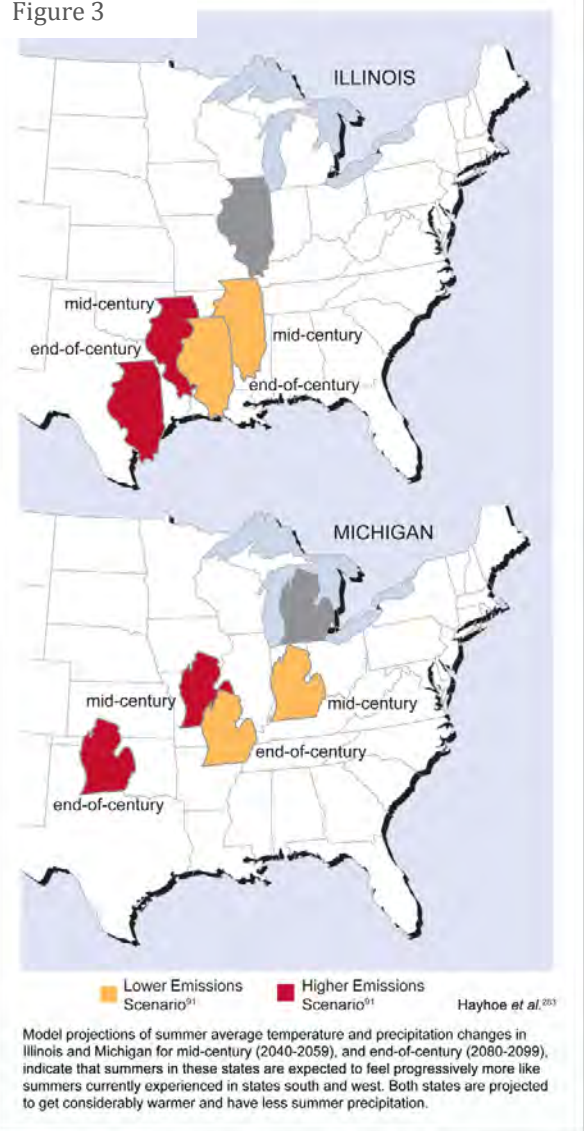 Figure 3
ILLINOIS
mid-century
end-of-century
mid-century
end-of-century
MICHIGAN
mid-century
mid-century
end-of-century
end-of-century
Lower Emissions
Scenario⁹¹
Higher Emissions
Scenario⁹¹
Hayhoe et al.²⁸³
Model projections of summer average temperature and precipitation changes in
Illinois and Michigan for mid-century (2040-2059), and end-of-century (2080-2099),
indicate that summers in these states are expected to feel progressively more like
summers currently experienced in states south and west. Both states are projected
to get considerably warmer and have less summer precipitation.